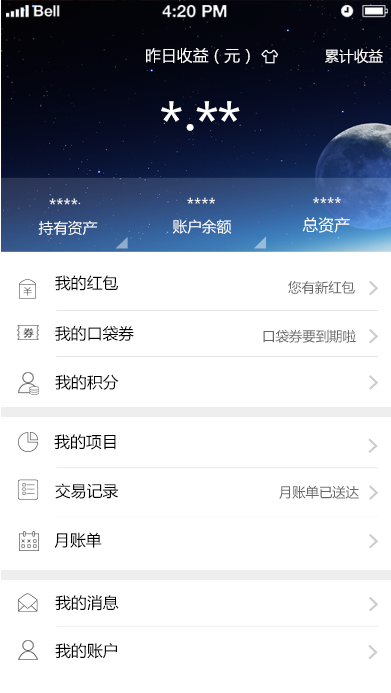 Bell 4:20 PM
昨日收益（元） 累计收益
*.**
**** **** ****
持有资产 账户余额 总资产
我的红包 您有新红包
券 我的口袋券 口袋券要到期啦
我的积分
我的项目
交易记录 月账单已送达
月账单
我的消息
我的账户